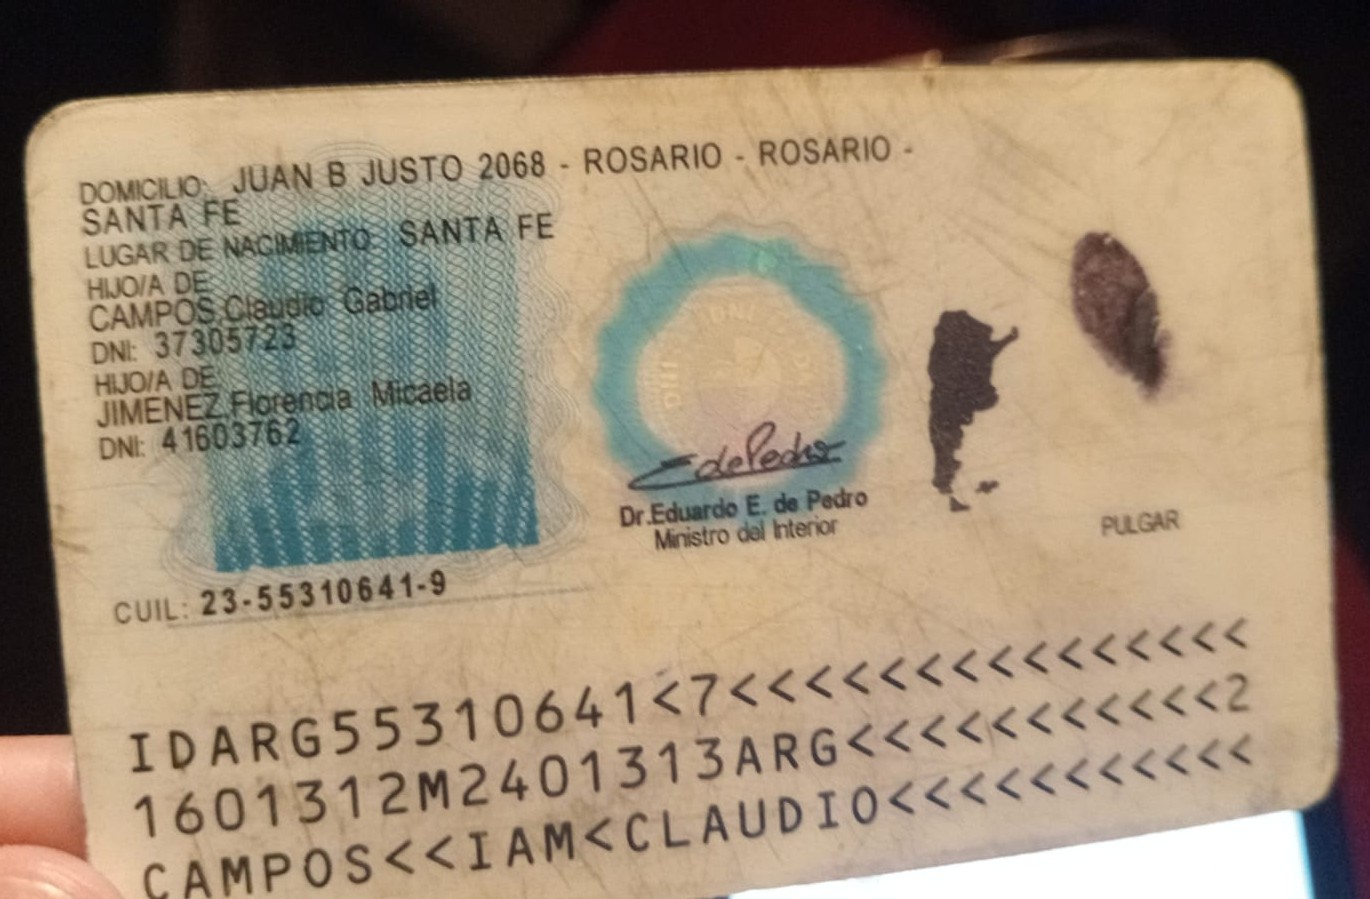 DOMICILIO: JUAN B JUSTO 2068 - ROSARIO - ROSARIO -
SANTA FE
LUGAR DE NACIMIENTO: SANTA FE
HIJO/A DE
CAMPOS,Claudio Gabriel
DNI: 37305723
HIJO/A DE
JIMENEZ,Florencia Micaela
DNI: 41603762
EdePedro
Dr.Eduardo E. de Pedro
Ministro del Interior
PULGAR
CUIL: 23-55310641-9
IDARG55310641<7<<<<<<<<<<<<<<<
1601312M2401313ARG<<<<<<<<<<<2
CAMPOS<<IAM<CLAUDIO<<<<<<<<<<<